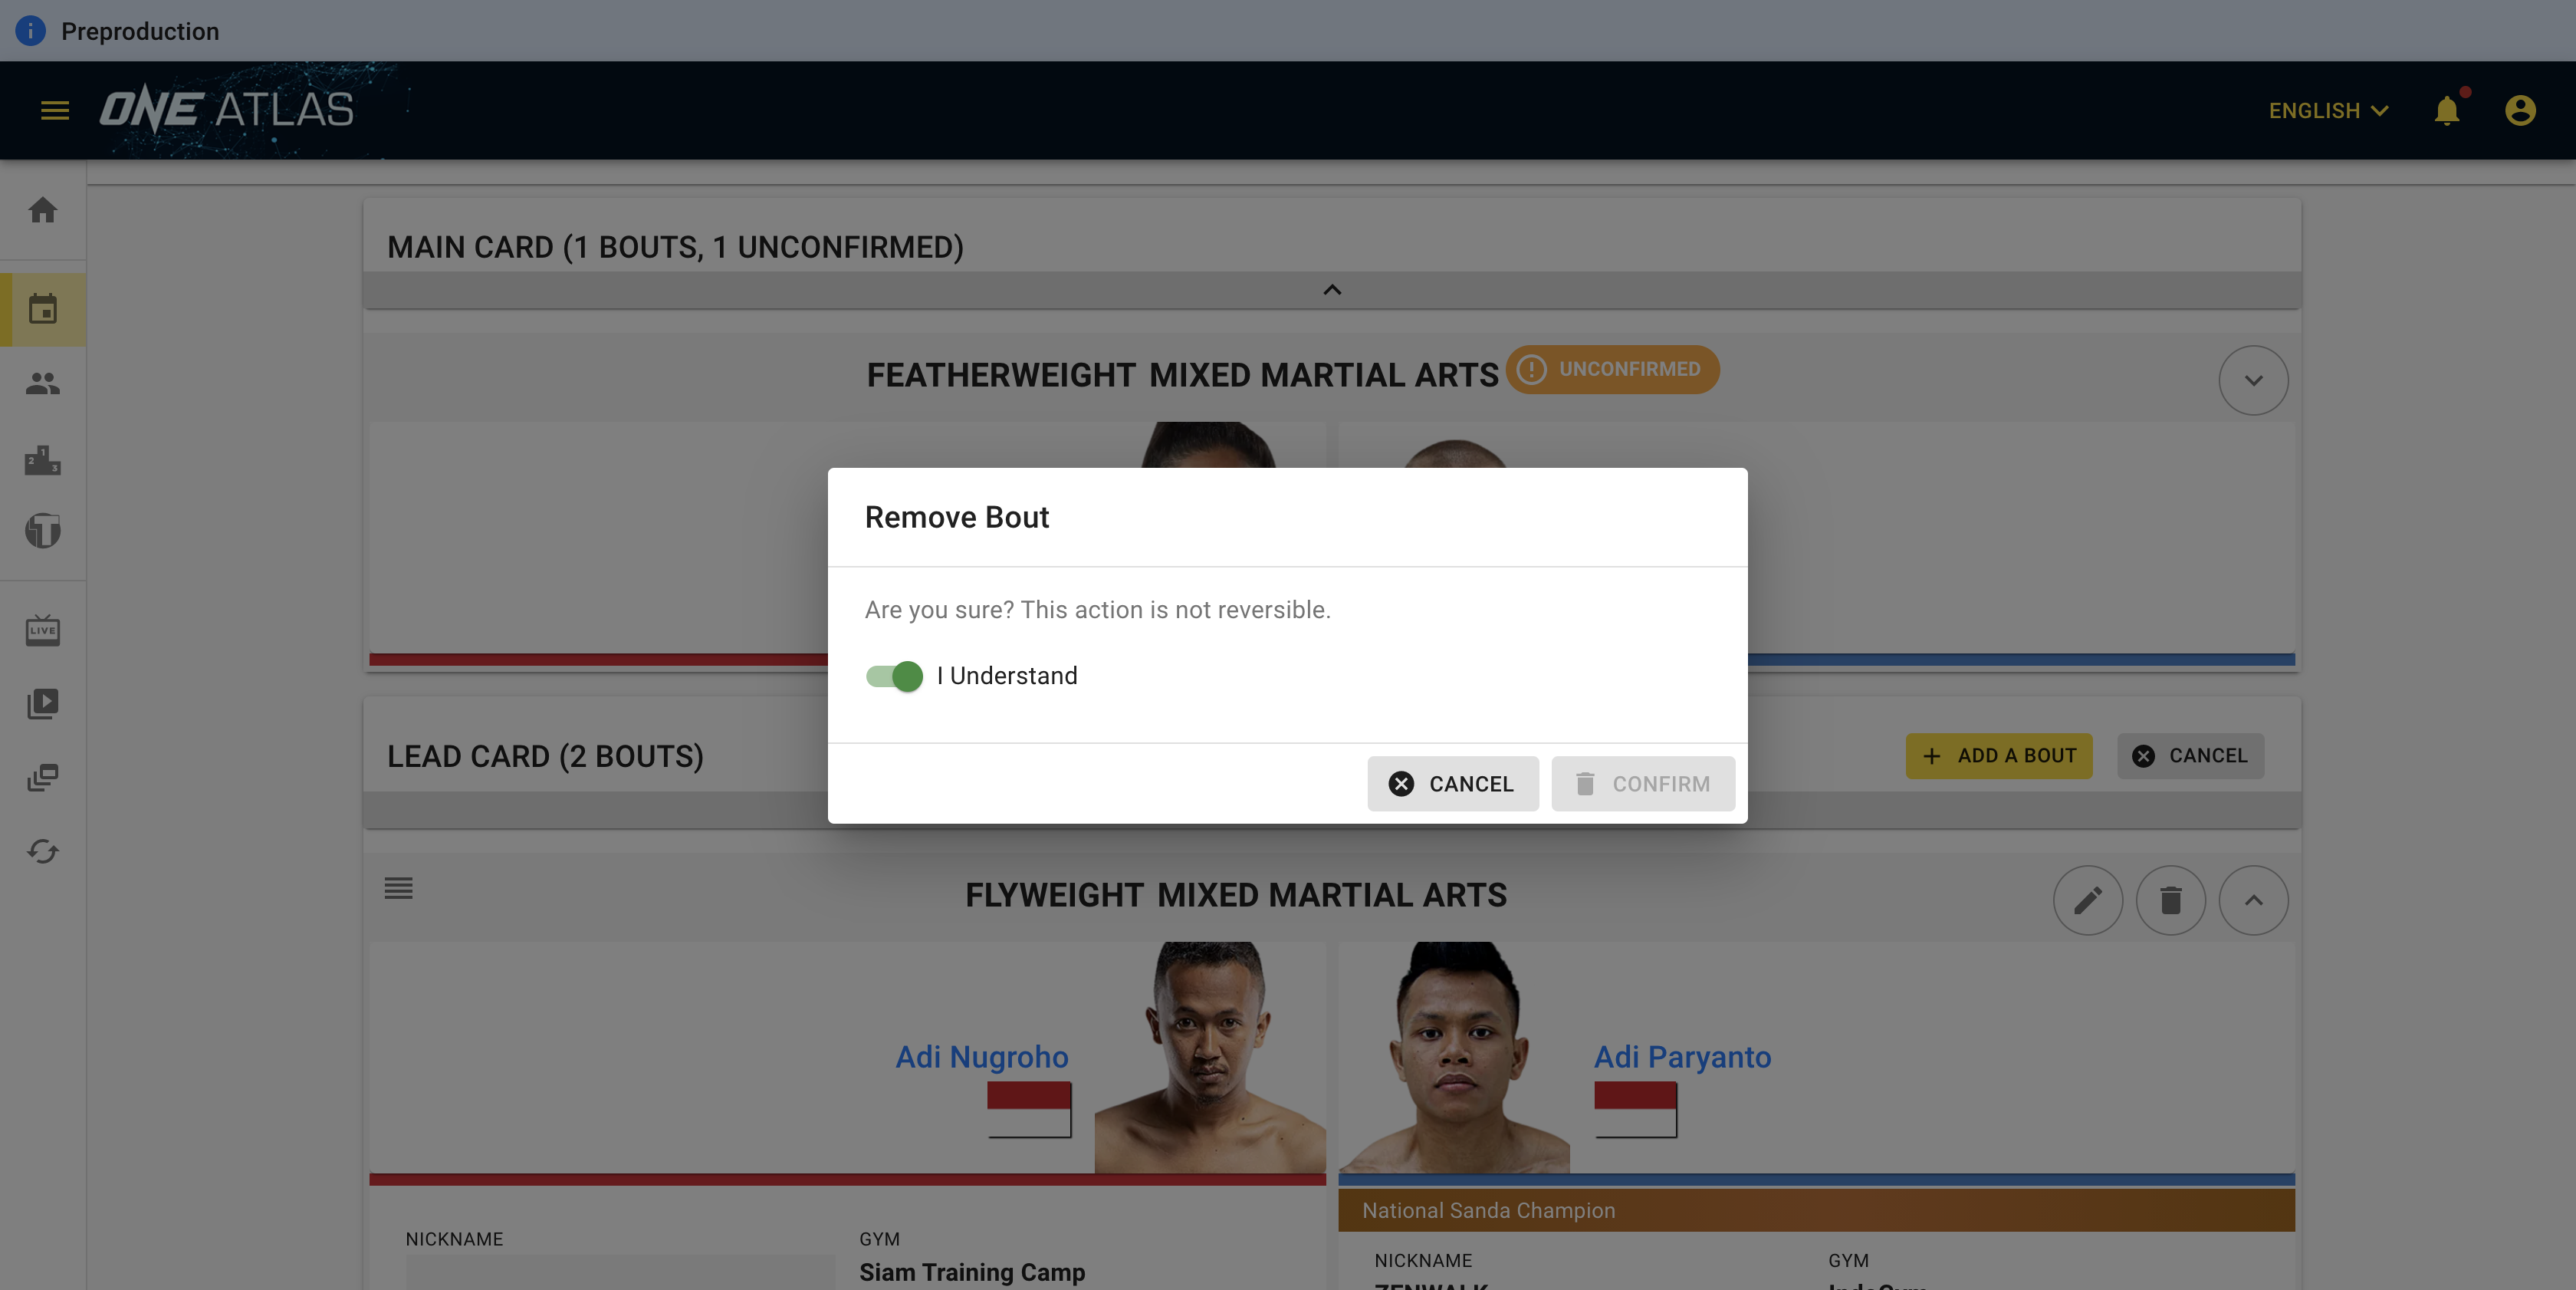 Preproduction
ONE ATLAS
ENGLISH
MAIN CARD (1 BOUTS, 1 UNCONFIRMED)
FEATHERWEIGHT MIXED MARTIAL ARTS
UNCONFIRMED
Remove Bout
Are you sure? This action is not reversible.
I Understand
CANCEL
CONFIRM
LIVE
LEAD CARD (2 BOUTS)
ADD A BOUT
CANCEL
FLYWEIGHT MIXED MARTIAL ARTS
Adi Nugroho
Adi Paryanto
National Sanda Champion
NICKNAME
GYM
Siam Training Camp
NICKNAME
GYM
ZENWALK